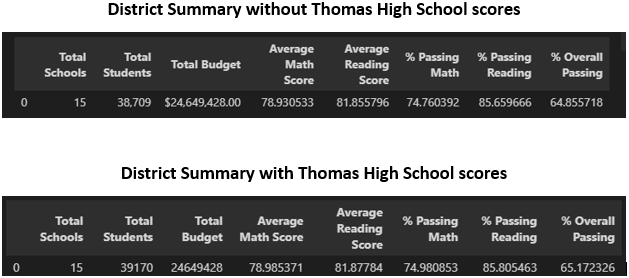 District Summary without Thomas High School scores
Total Schools Total Students Total Budget Average Math Score Average Reading Score % Passing Math % Passing Reading % Overall Passing
0 15 38,709 $24,649,428.00 78.930533 81.855796 74.760392 85.659666 64.855718
District Summary with Thomas High School scores
Total Schools Total Students Total Budget Average Math Score Average Reading Score % Passing Math % Passing Reading % Overall Passing
0 15 39170 24649428 78.985371 81.87784 74.980853 85.805463 65.172326